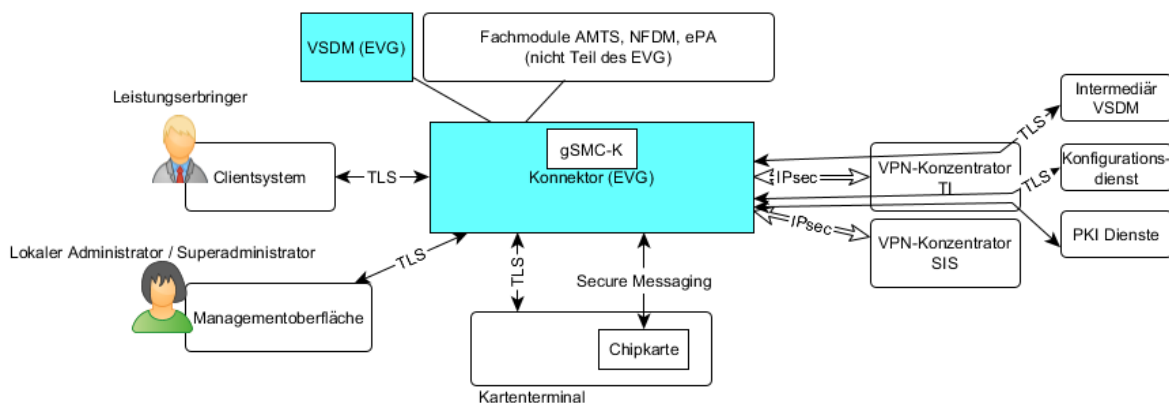 VSDM (EVG)
Fachmodule AMTS, NFDM, ePA
(nicht Teil des EVG)
Leistungserbringer
Clientsystem
TLS
gSMC-K
Konnektor (EVG)
IPsec
VPN-Konzentrator
TI
TLS
Intermediär
VSDM
TLS
Konfigurations-
dienst
IPsec
VPN-Konzentrator
SIS
PKI Dienste
Lokaler Administrator / Superadministrator
Managementoberfläche
TLS
TLS
Secure Messaging
Chipkarte
Kartenterminal